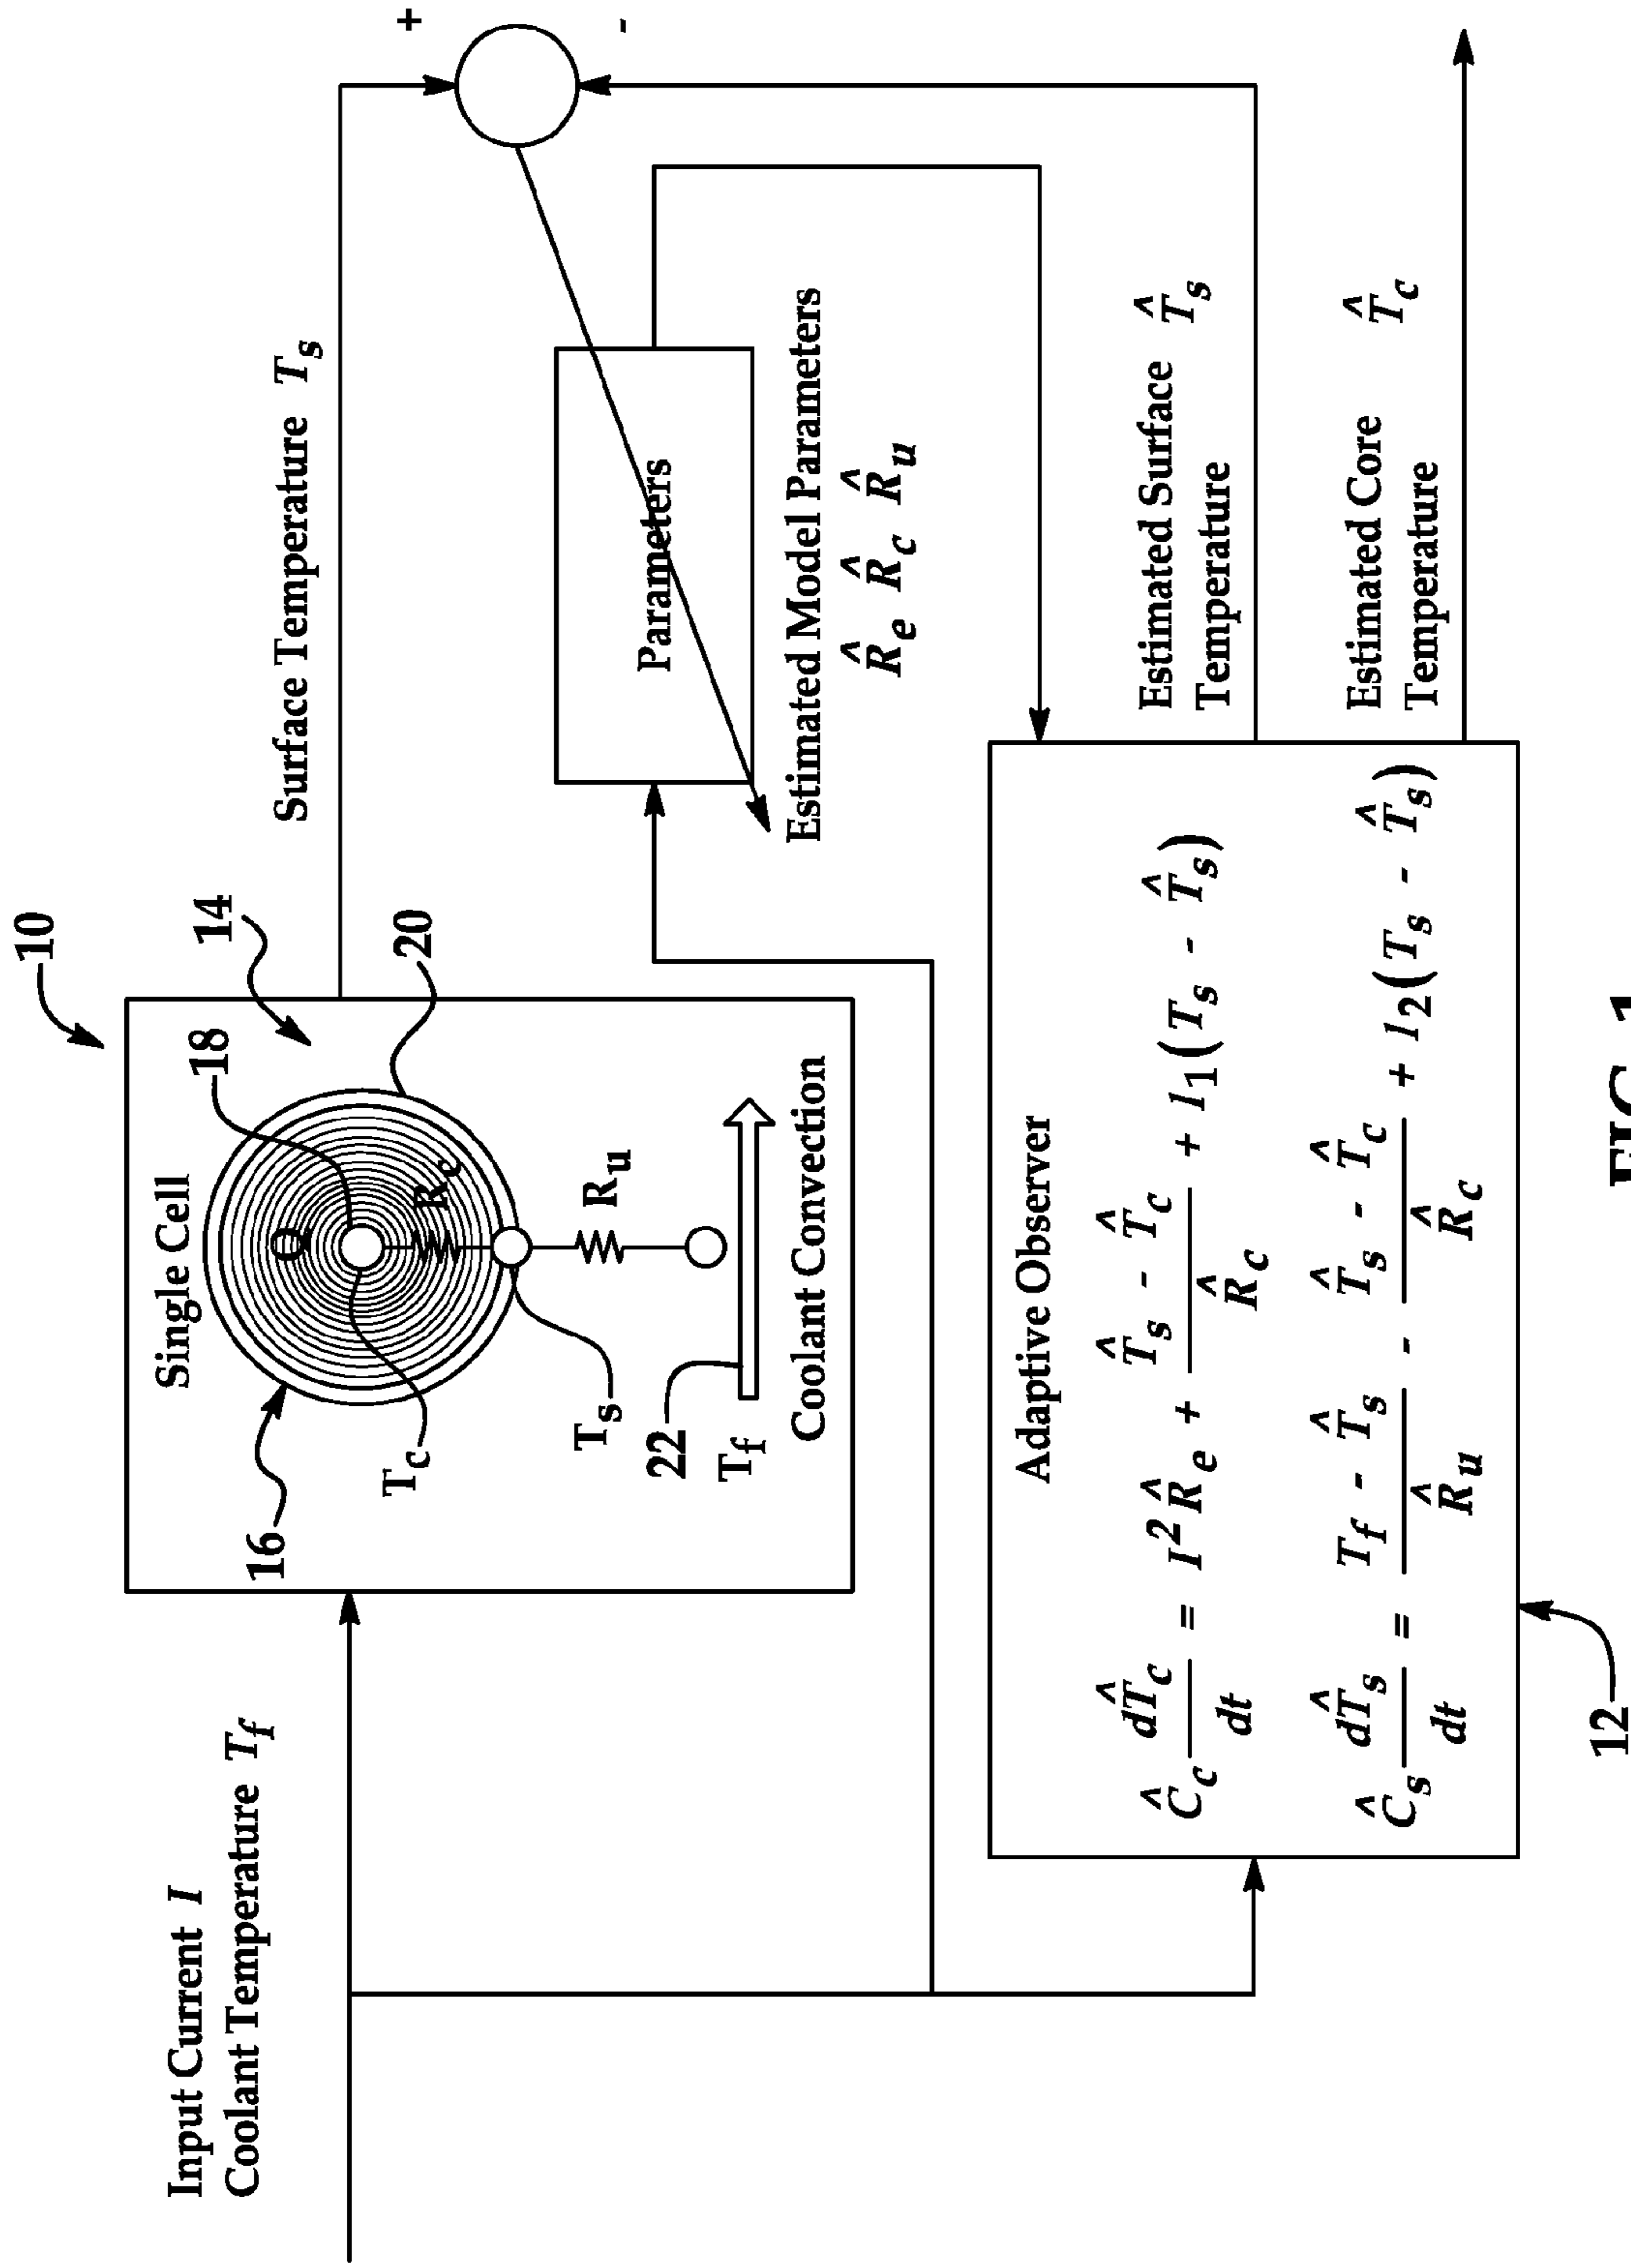 10
Input Current I
Coolant Temperature T_f
Single Cell
14
16
18
20
Q
R_c
T_c
T_s
R_u
22
T_f
Coolant Convection
Surface Temperature T_s
+
-
Parameters
Estimated Model Parameters
R̂_e R̂_c R̂_u
Adaptive Observer
Ĉ_c dT̂_c/dt = I² R̂_e + (T̂_s - T̂_c)/R̂_c + l_1(T_s - T̂_s)
Ĉ_s dT̂_s/dt = (T_f - T̂_s)/R̂_u - (T̂_s - T̂_c)/R̂_c + l_2(T_s - T̂_s)
12
Estimated Surface T̂_s
Temperature
Estimated Core T̂_c
Temperature
FIG. 1